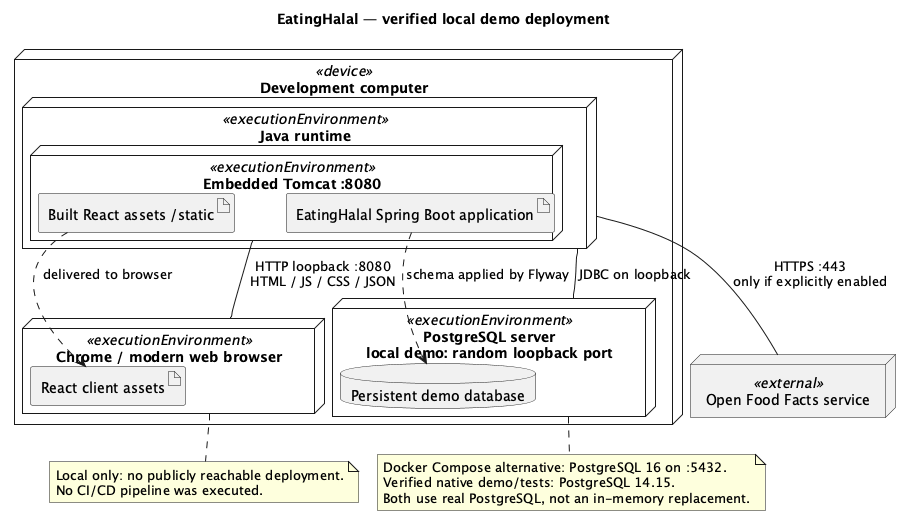 EatingHalal — verified local demo deployment
«device»
Development computer
«executionEnvironment»
Java runtime
«executionEnvironment»
Embedded Tomcat :8080
Built React assets /static
EatingHalal Spring Boot application
delivered to browser
HTTP loopback :8080
HTML / JS / CSS / JSON
schema applied by Flyway
JDBC on loopback
HTTPS :443
only if explicitly enabled
«executionEnvironment»
Chrome / modern web browser
React client assets
«executionEnvironment»
PostgreSQL server
local demo: random loopback port
Persistent demo database
«external»
Open Food Facts service
Local only: no publicly reachable deployment.
No CI/CD pipeline was executed.
Docker Compose alternative: PostgreSQL 16 on :5432.
Verified native demo/tests: PostgreSQL 14.15.
Both use real PostgreSQL, not an in-memory replacement.